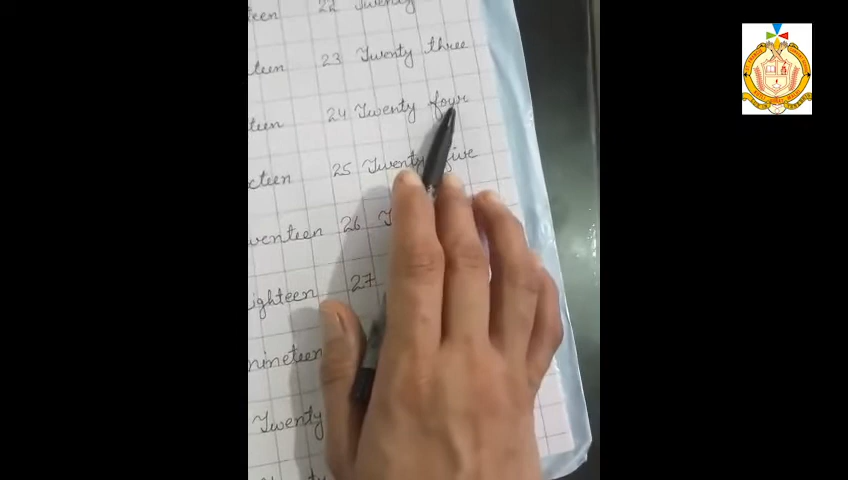 teen 22 Twenty
teen 23 Twenty three
teen 24 Twenty four
xteen 25 Twenty five
venteen 26
ighteen 27
nineteen
Twenty